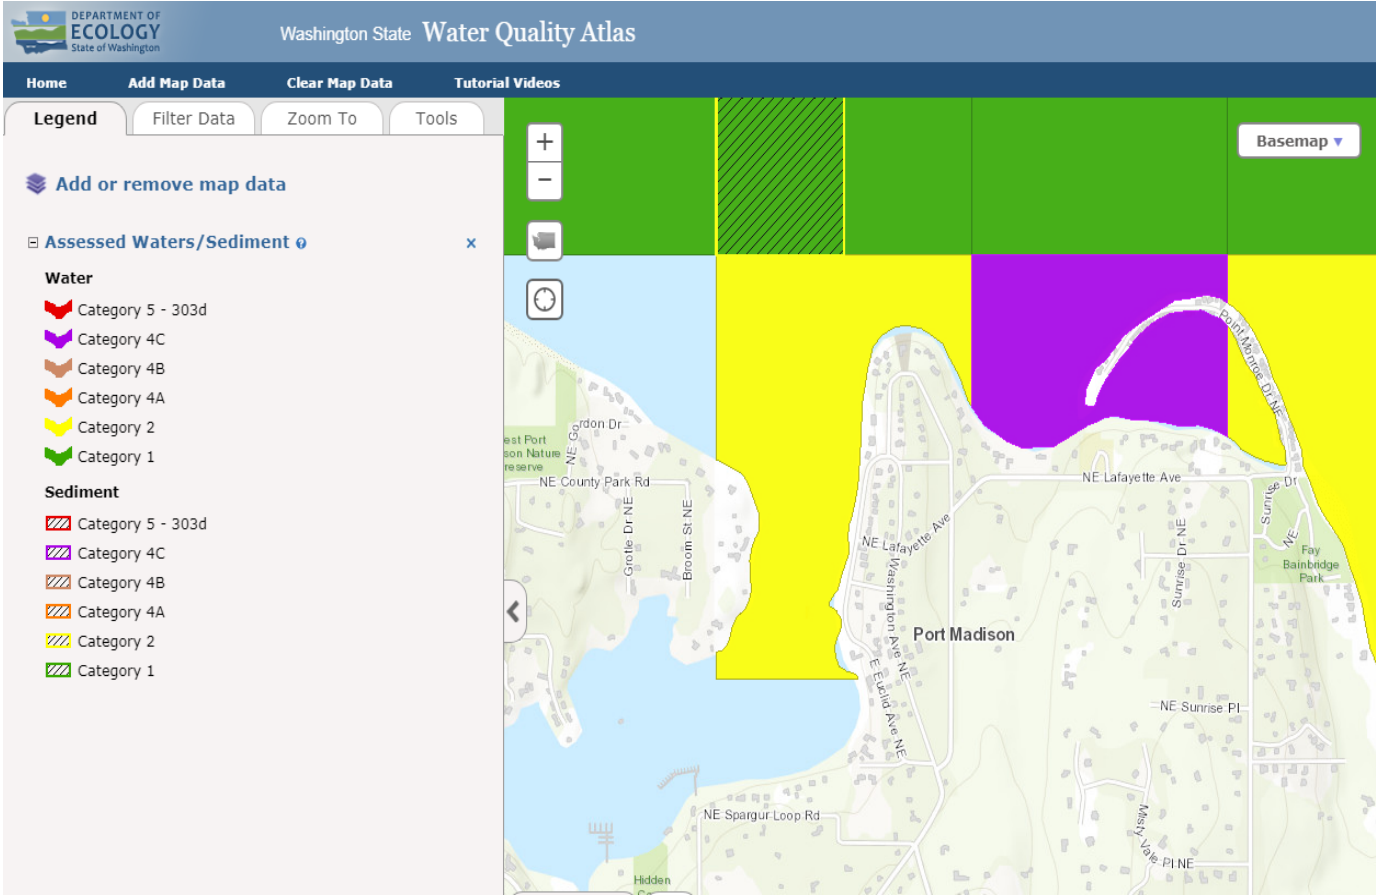 DEPARTMENT OF
ECOLOGY
State of Washington
Washington State Water Quality Atlas
Home Add Map Data Clear Map Data Tutorial Videos
Legend Filter Data Zoom To Tools
Add or remove map data
Assessed Waters/Sediment
Water
Category 5 - 303d
Category 4C
Category 4B
Category 4A
Category 2
Category 1
Sediment
Category 5 - 303d
Category 4C
Category 4B
Category 4A
Category 2
Category 1
+
−
Basemap
Point Monroe Dr NE
NE Gordon Dr
est Port
son Nature
reserve
NE County Park Rd
Grotle Dr NE
Broom St NE
NE Lafayette Ave
NE Lafayette Ave
Washington Ave NE
E Euclid Ave NE
Sunrise Dr NE
Sunrise Dr
NE
Fay
Bainbridge
Park
Port Madison
NE Sunrise Pl
NE Spargur Loop Rd
Misty Vale Pl NE
Hidden